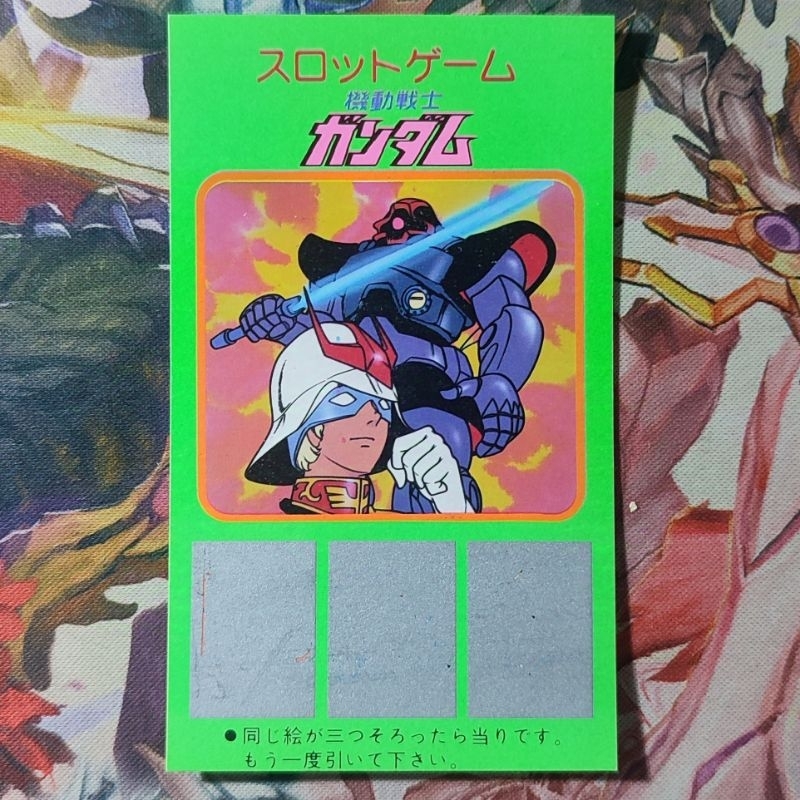 スロットゲーム
機動戦士
ガンダム
●同じ絵が三つそろったら当りです。
もう一度引いて下さい。